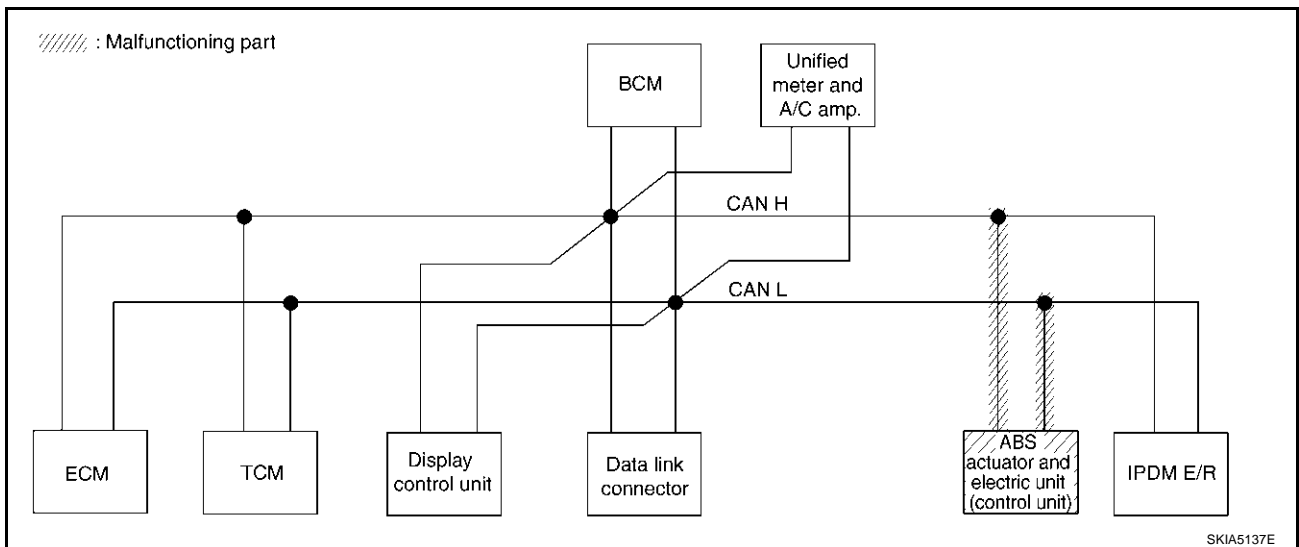 : Malfunctioning part
BCM
Unified
meter and
A/C amp.
CAN H
CAN L
ECM
TCM
Display
control unit
Data link
connector
ABS
actuator and
electric unit
(control unit)
IPDM E/R
SKIA5137E